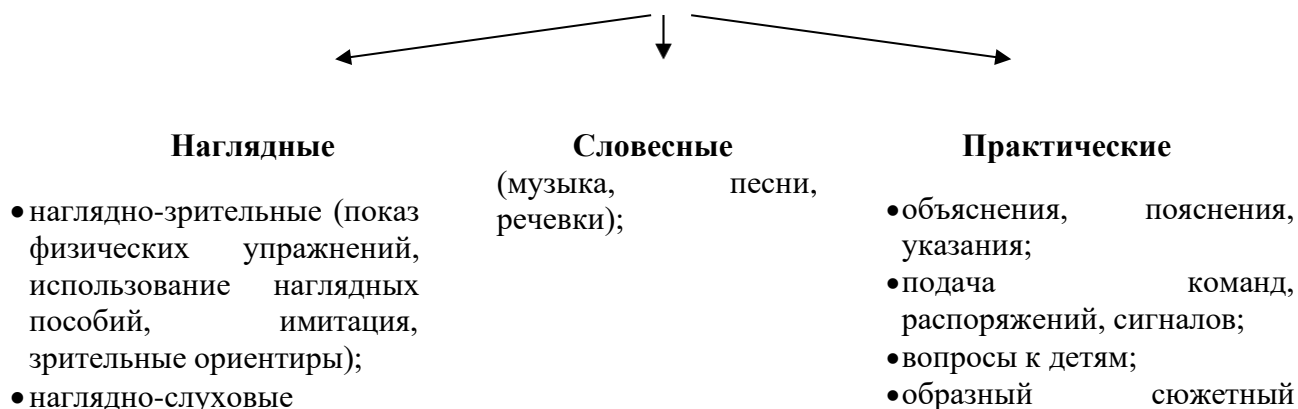 Наглядные
•наглядно-зрительные (показ
физических упражнений,
использование наглядных
пособий, имитация,
зрительные ориентиры);
•наглядно-слуховые
Словесные
(музыка, песни,
речевки);
Практические
•объяснения, пояснения,
указания;
•подача команд,
распоряжений, сигналов;
•вопросы к детям;
•образный сюжетный